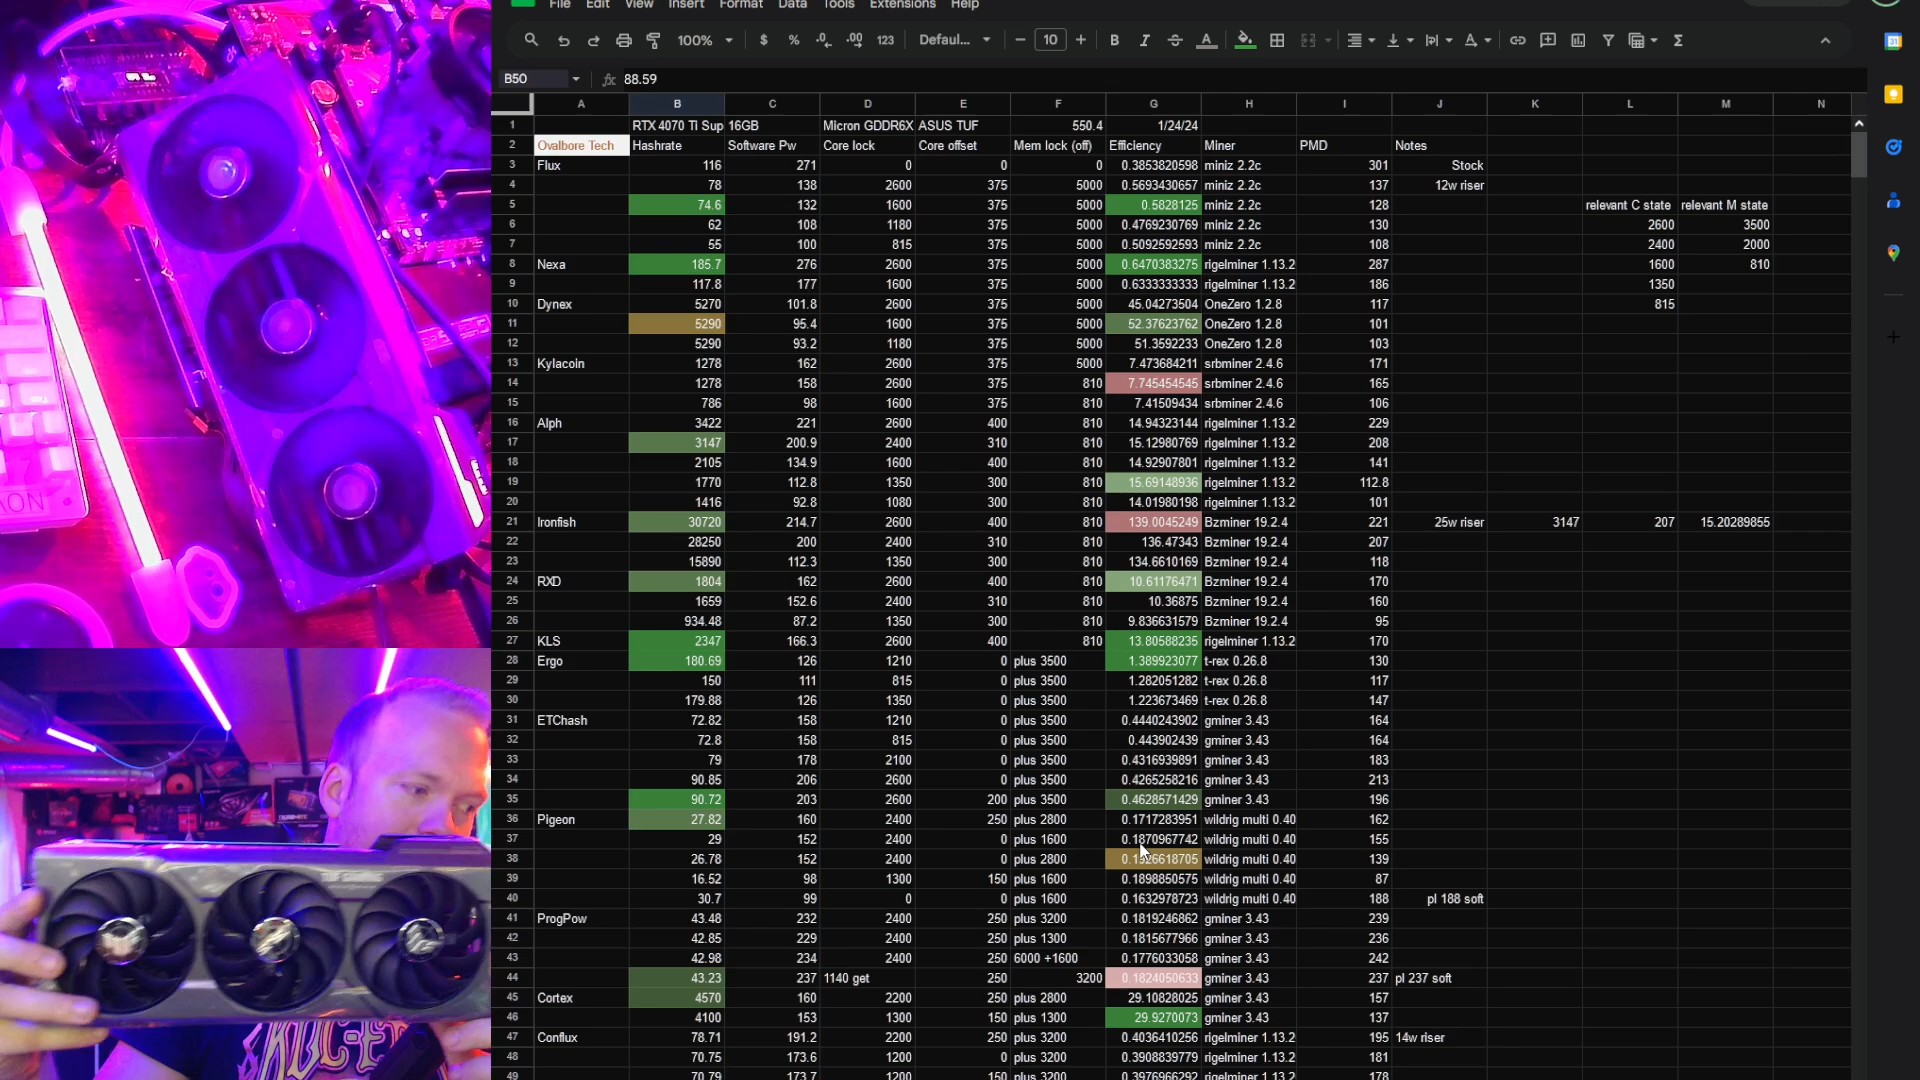 File Edit View Insert Format Data Tools Extensions Help
100% $ % .0 .00 123 Defaul... 10 B I A
B50 88.59
A B C D E F G H I J K L M N
1 RTX 4070 Ti Sup 16GB Micron GDDR6X ASUS TUF 550.4 1/24/24
2 Ovalbore Tech Hashrate Software Pw Core lock Core offset Mem lock (off) Efficiency Miner PMD Notes
3 Flux 116 271 0 0 0 0.3853820598 miniz 2.2c 301 Stock
4 78 138 2600 375 5000 0.5693430657 miniz 2.2c 137 12w riser
5 74.6 132 1600 375 5000 0.5828125 miniz 2.2c 128 relevant C state relevant M state
6 62 108 1180 375 5000 0.4769230769 miniz 2.2c 130 2600 3500
7 55 100 815 375 5000 0.5092592593 miniz 2.2c 108 2400 2000
8 Nexa 185.7 276 2600 375 5000 0.6470383275 rigelminer 1.13.2 287 1600 810
9 117.8 177 1600 375 5000 0.6333333333 rigelminer 1.13.2 186 1350
10 Dynex 5270 101.8 2600 375 5000 45.04273504 OneZero 1.2.8 117 815
11 5290 95.4 1600 375 5000 52.37623762 OneZero 1.2.8 101
12 5290 93.2 1180 375 5000 51.3592233 OneZero 1.2.8 103
13 Kylacoin 1278 162 2600 375 5000 7.473684211 srbminer 2.4.6 171
14 1278 158 2600 375 810 7.745454545 srbminer 2.4.6 165
15 786 98 1600 375 810 7.41509434 srbminer 2.4.6 106
16 Alph 3422 221 2600 400 810 14.94323144 rigelminer 1.13.2 229
17 3147 200.9 2400 310 810 15.12980769 rigelminer 1.13.2 208
18 2105 134.9 1600 400 810 14.92907801 rigelminer 1.13.2 141
19 1770 112.8 1350 300 810 15.69148936 rigelminer 1.13.2 112.8
20 1416 92.8 1080 300 810 14.01980198 rigelminer 1.13.2 101
21 Ironfish 30720 214.7 2600 400 810 139.0045249 Bzminer 19.2.4 221 25w riser 3147 207 15.20289855
22 28250 200 2400 310 810 136.47343 Bzminer 19.2.4 207
23 15890 112.3 1350 300 810 134.6610169 Bzminer 19.2.4 118
24 RXD 1804 162 2600 400 810 10.61176471 Bzminer 19.2.4 170
25 1659 152.6 2400 310 810 10.36875 Bzminer 19.2.4 160
26 934.48 87.2 1350 300 810 9.836631579 Bzminer 19.2.4 95
27 KLS 2347 166.3 2600 400 810 13.80588235 rigelminer 1.13.2 170
28 Ergo 180.69 126 1210 0 plus 3500 1.389923077 t-rex 0.26.8 130
29 150 111 815 0 plus 3500 1.282051282 t-rex 0.26.8 117
30 179.88 126 1350 0 plus 3500 1.223673469 t-rex 0.26.8 147
31 ETChash 72.82 158 1210 0 plus 3500 0.4440243902 gminer 3.43 164
32 72.8 158 815 0 plus 3500 0.443902439 gminer 3.43 164
33 79 178 2100 0 plus 3500 0.4316939891 gminer 3.43 183
34 90.85 206 2600 0 plus 3500 0.4265258216 gminer 3.43 213
35 90.72 203 2600 200 plus 3500 0.4628571429 gminer 3.43 196
36 PIgeon 27.82 160 2400 250 plus 2800 0.1717283951 wildrig multi 0.40 162
37 29 152 2400 0 plus 1600 0.1870967742 wildrig multi 0.40 155
38 26.78 152 2400 0 plus 2800 wildrig multi 0.40 139
39 16.52 98 1300 150 plus 1600 0.1898850575 wildrig multi 0.40 87
40 30.7 99 0 0 plus 1600 0.1632978723 wildrig multi 0.40 188 pl 188 soft
41 ProgPow 43.48 232 2400 250 plus 3200 0.1819246862 gminer 3.43 239
42 42.85 229 2400 250 plus 1300 0.1815677966 gminer 3.43 236
43 42.98 234 2400 250 6000 +1600 0.1776033058 gminer 3.43 242
44 43.23 237 1140 get 250 3200 0.1824050633 gminer 3.43 237 pl 237 soft
45 Cortex 4570 160 2200 250 plus 2800 29.10828025 gminer 3.43 157
46 4100 153 1300 150 plus 1300 29.9270073 gminer 3.43 137
47 Conflux 78.71 191.2 2200 250 plus 3200 0.4036410256 rigelminer 1.13.2 195 14w riser
48 70.75 173.6 1200 0 plus 3200 0.3908839779 rigelminer 1.13.2 181
49 70.79 173.7 1200 150 plus 3200 0.3976966292 rigelminer 1.13.2 178